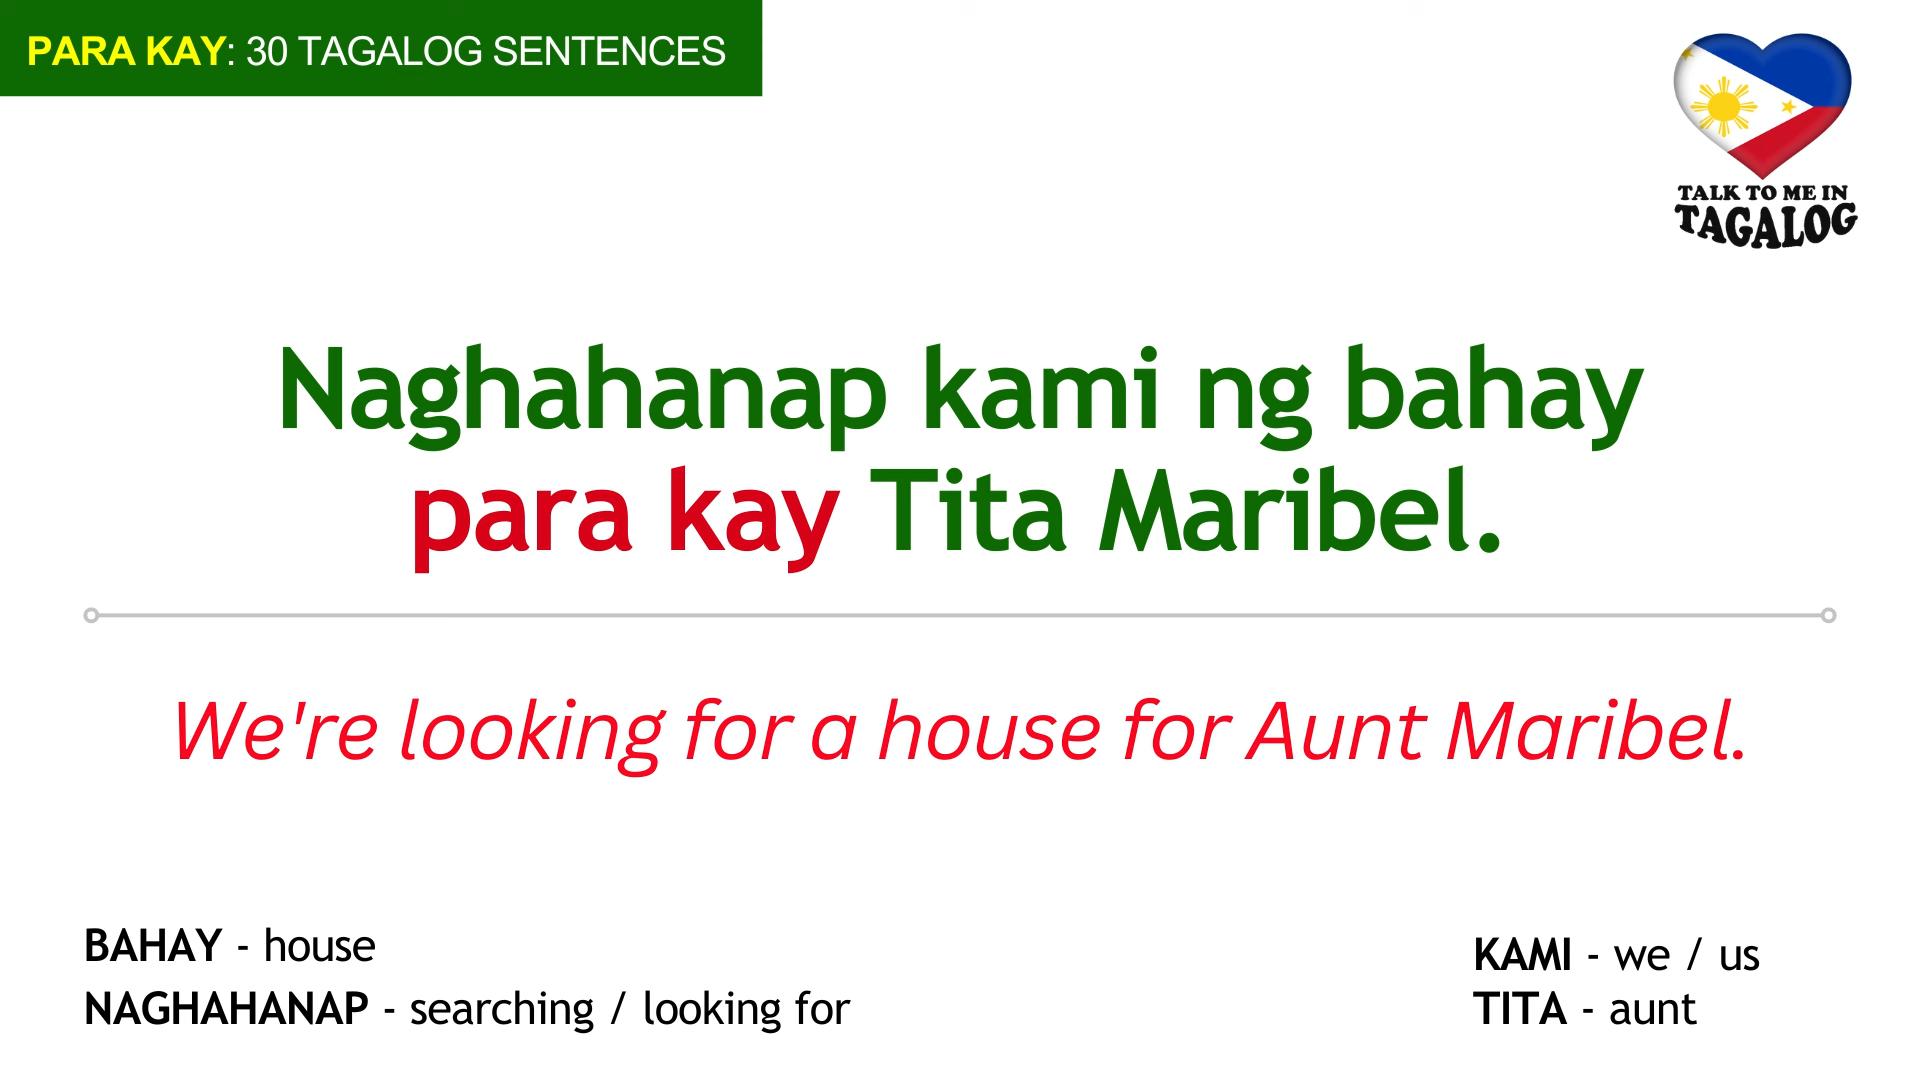 PARA KAY: 30 TAGALOG SENTENCES
TALK TO ME IN
TAGALOG
Naghahanap kami ng bahay
para kay Tita Maribel.
We're looking for a house for Aunt Maribel.
BAHAY - house
NAGHAHANAP - searching / looking for
KAMI - we / us
TITA - aunt